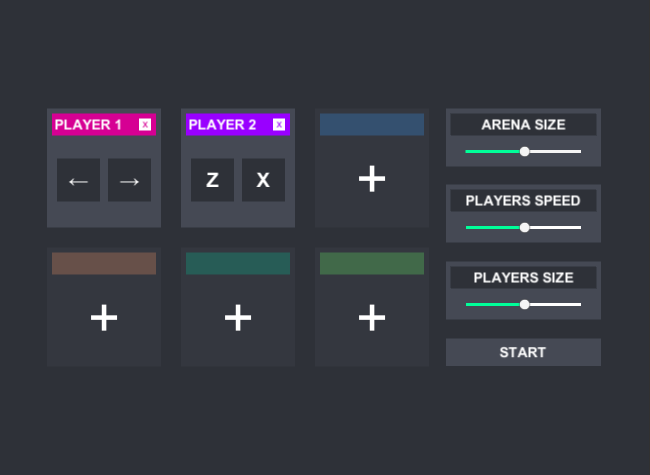 PLAYER 1 x
PLAYER 2 x
← →
Z X
+
+
+
+
ARENA SIZE
PLAYERS SPEED
PLAYERS SIZE
START